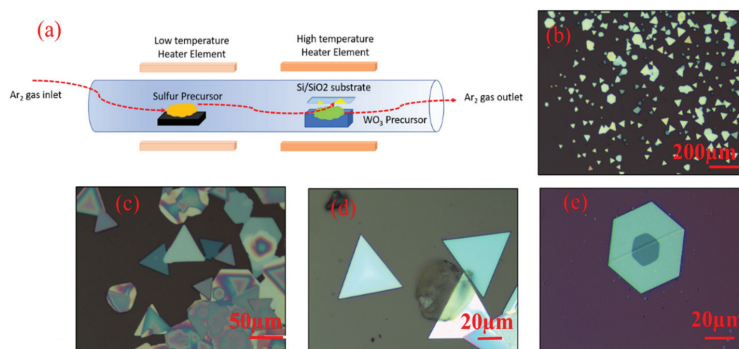 (a)
Low temperature
Heater Element
High temperature
Heater Element
Si/SiO2 substrate
Ar₂ gas inlet
Sulfur Precursor
Ar₂ gas outlet
WO₃ Precursor
(b)
200μm
(c)
50μm
(d)
20μm
(e)
20μm